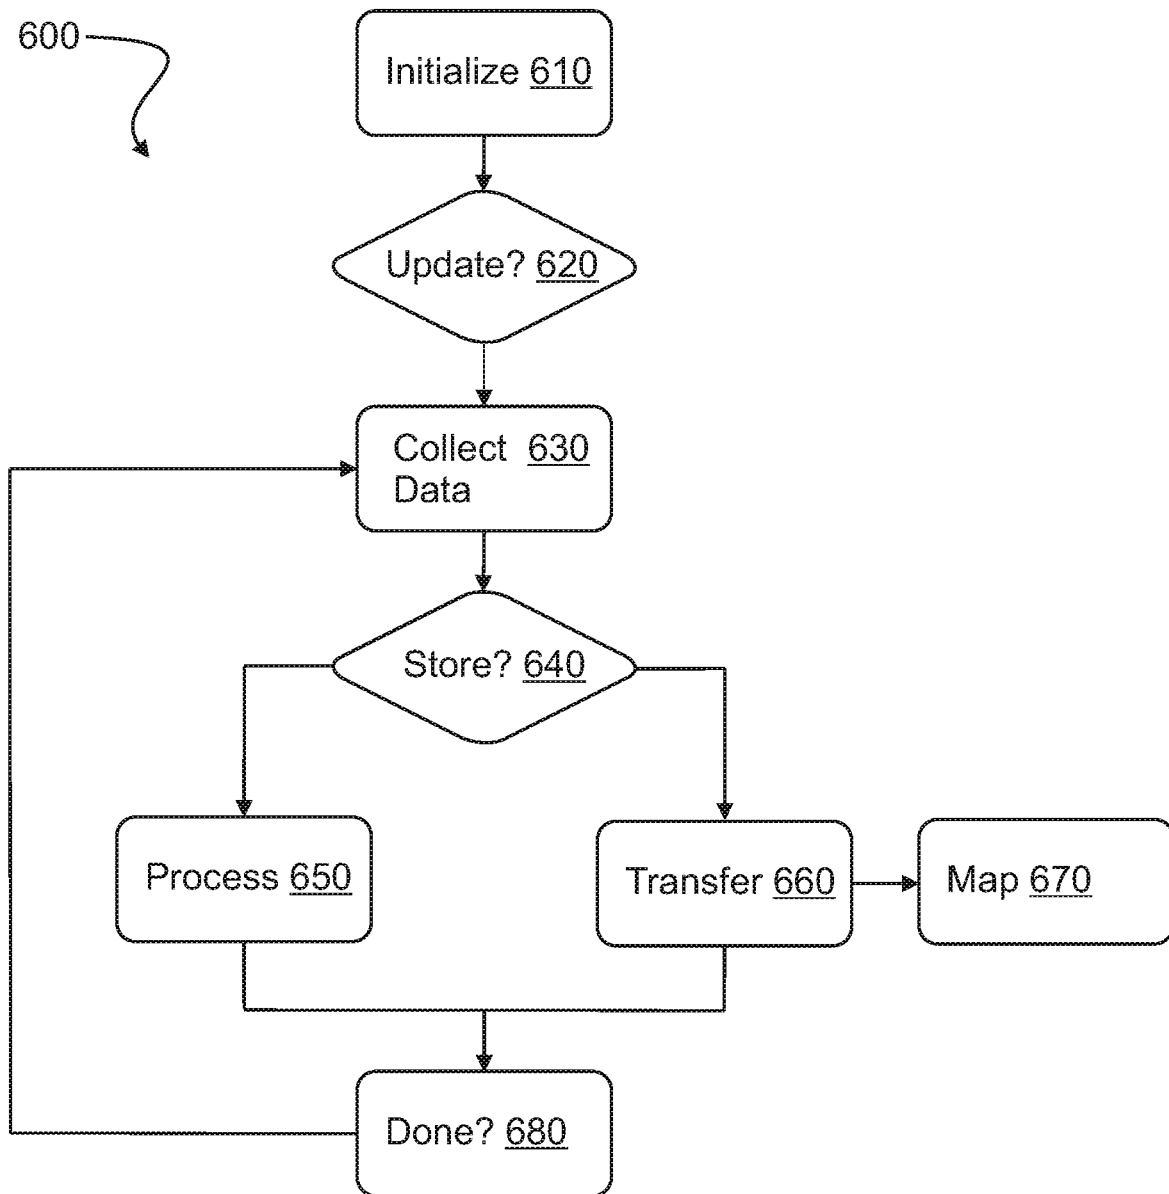 600
Initialize 610
Update? 620
Collect 630
Data
Store? 640
Process 650
Transfer 660
Map 670
Done? 680